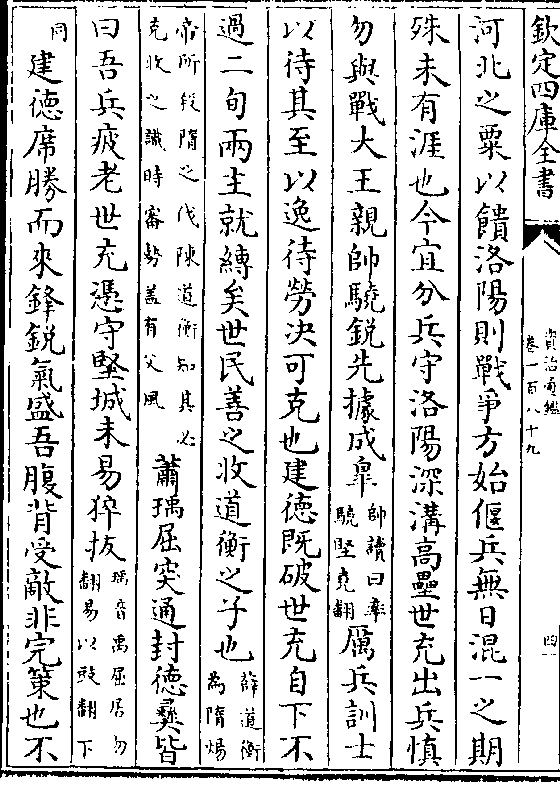 欽定四庫全書
資治通鑑
卷一百八十九
四
河北之粟以饋洛陽則戰爭方始偃兵無日混一之期
殊未有涯也今宜分兵守洛陽深溝高壘世充出兵慎
勿與戰大王親帥驍鋭先據成臯帥讀曰率驍堅堯翻厲兵訓士
以待其至以逸待勞决可克也建德既破世充自下不
過二旬兩主就縛矣世民善之收道衡之子也薛道衡為隋煬
帝所殺隋之伐陳道衡知其必克收之識時審勢盖有父風蕭瑀屈突通封德彞皆
曰吾兵疲老世充憑守堅城未易猝拔瑀音禹屈居勿翻易以豉翻下
同建德席勝而來鋒鋭氣盛吾腹背受敵非完策也不